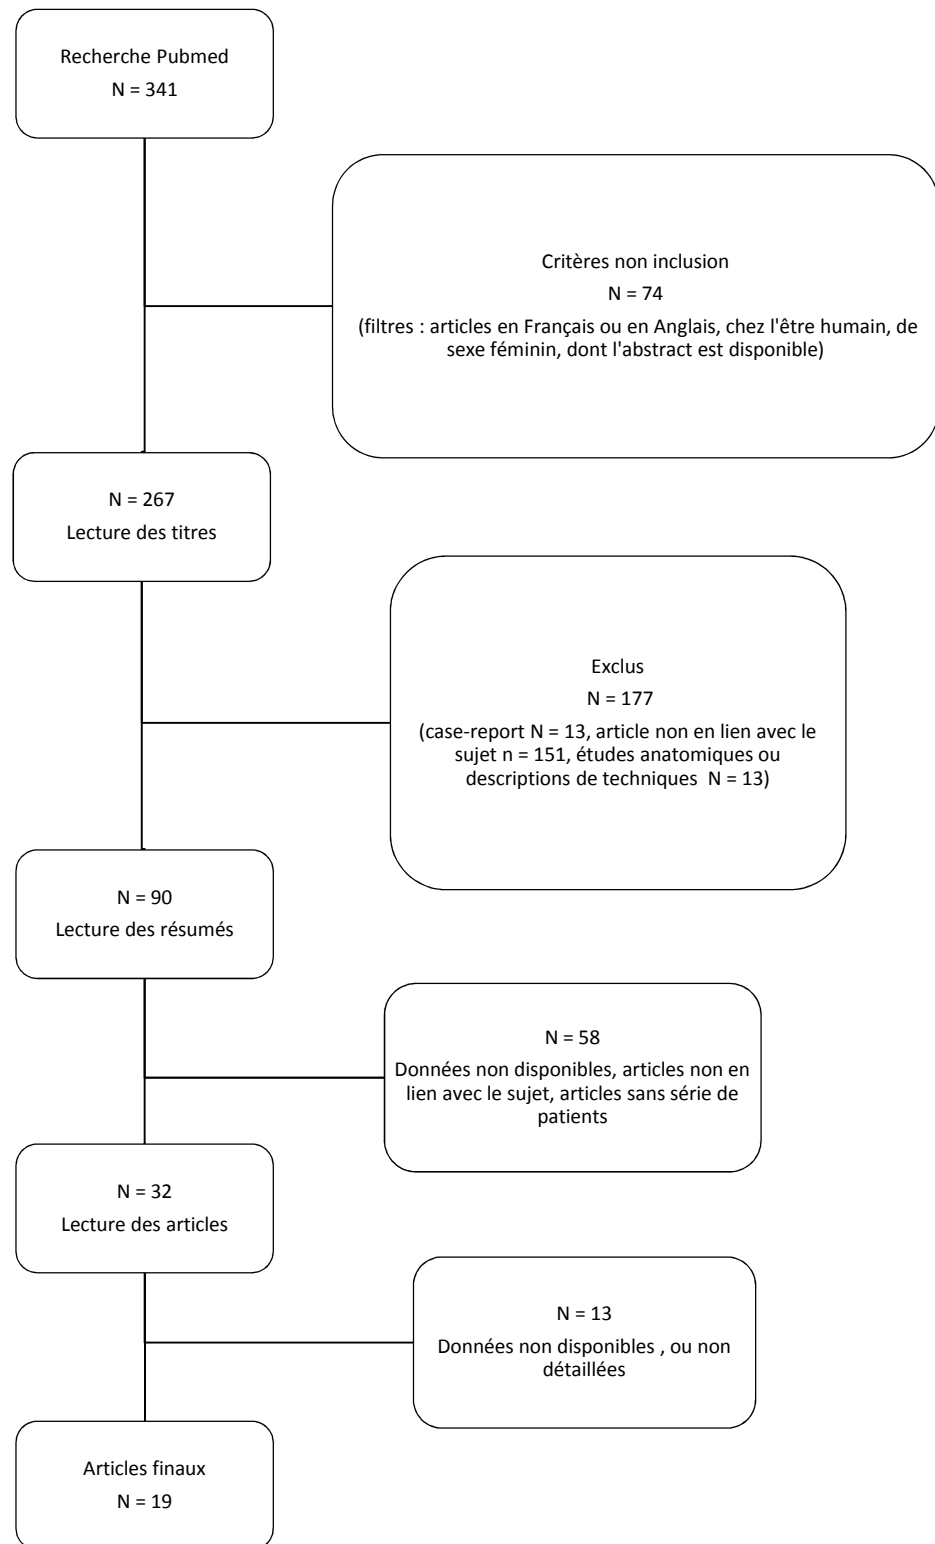 Recherche Pubmed
N = 341
Critères non inclusion
N = 74
(filtres : articles en Français ou en Anglais, chez l'être humain, de
sexe féminin, dont l'abstract est disponible)
N = 267
Lecture des titres
Exclus
N = 177
(case-report N = 13, article non en lien avec le
sujet n = 151, études anatomiques ou
descriptions de techniques  N = 13)
N = 90
Lecture des résumés
N = 58
Données non disponibles, articles non en
lien avec le sujet, articles sans série de
patients
N = 32
Lecture des articles
N = 13
Données non disponibles , ou non
détaillées
Articles finaux
N = 19